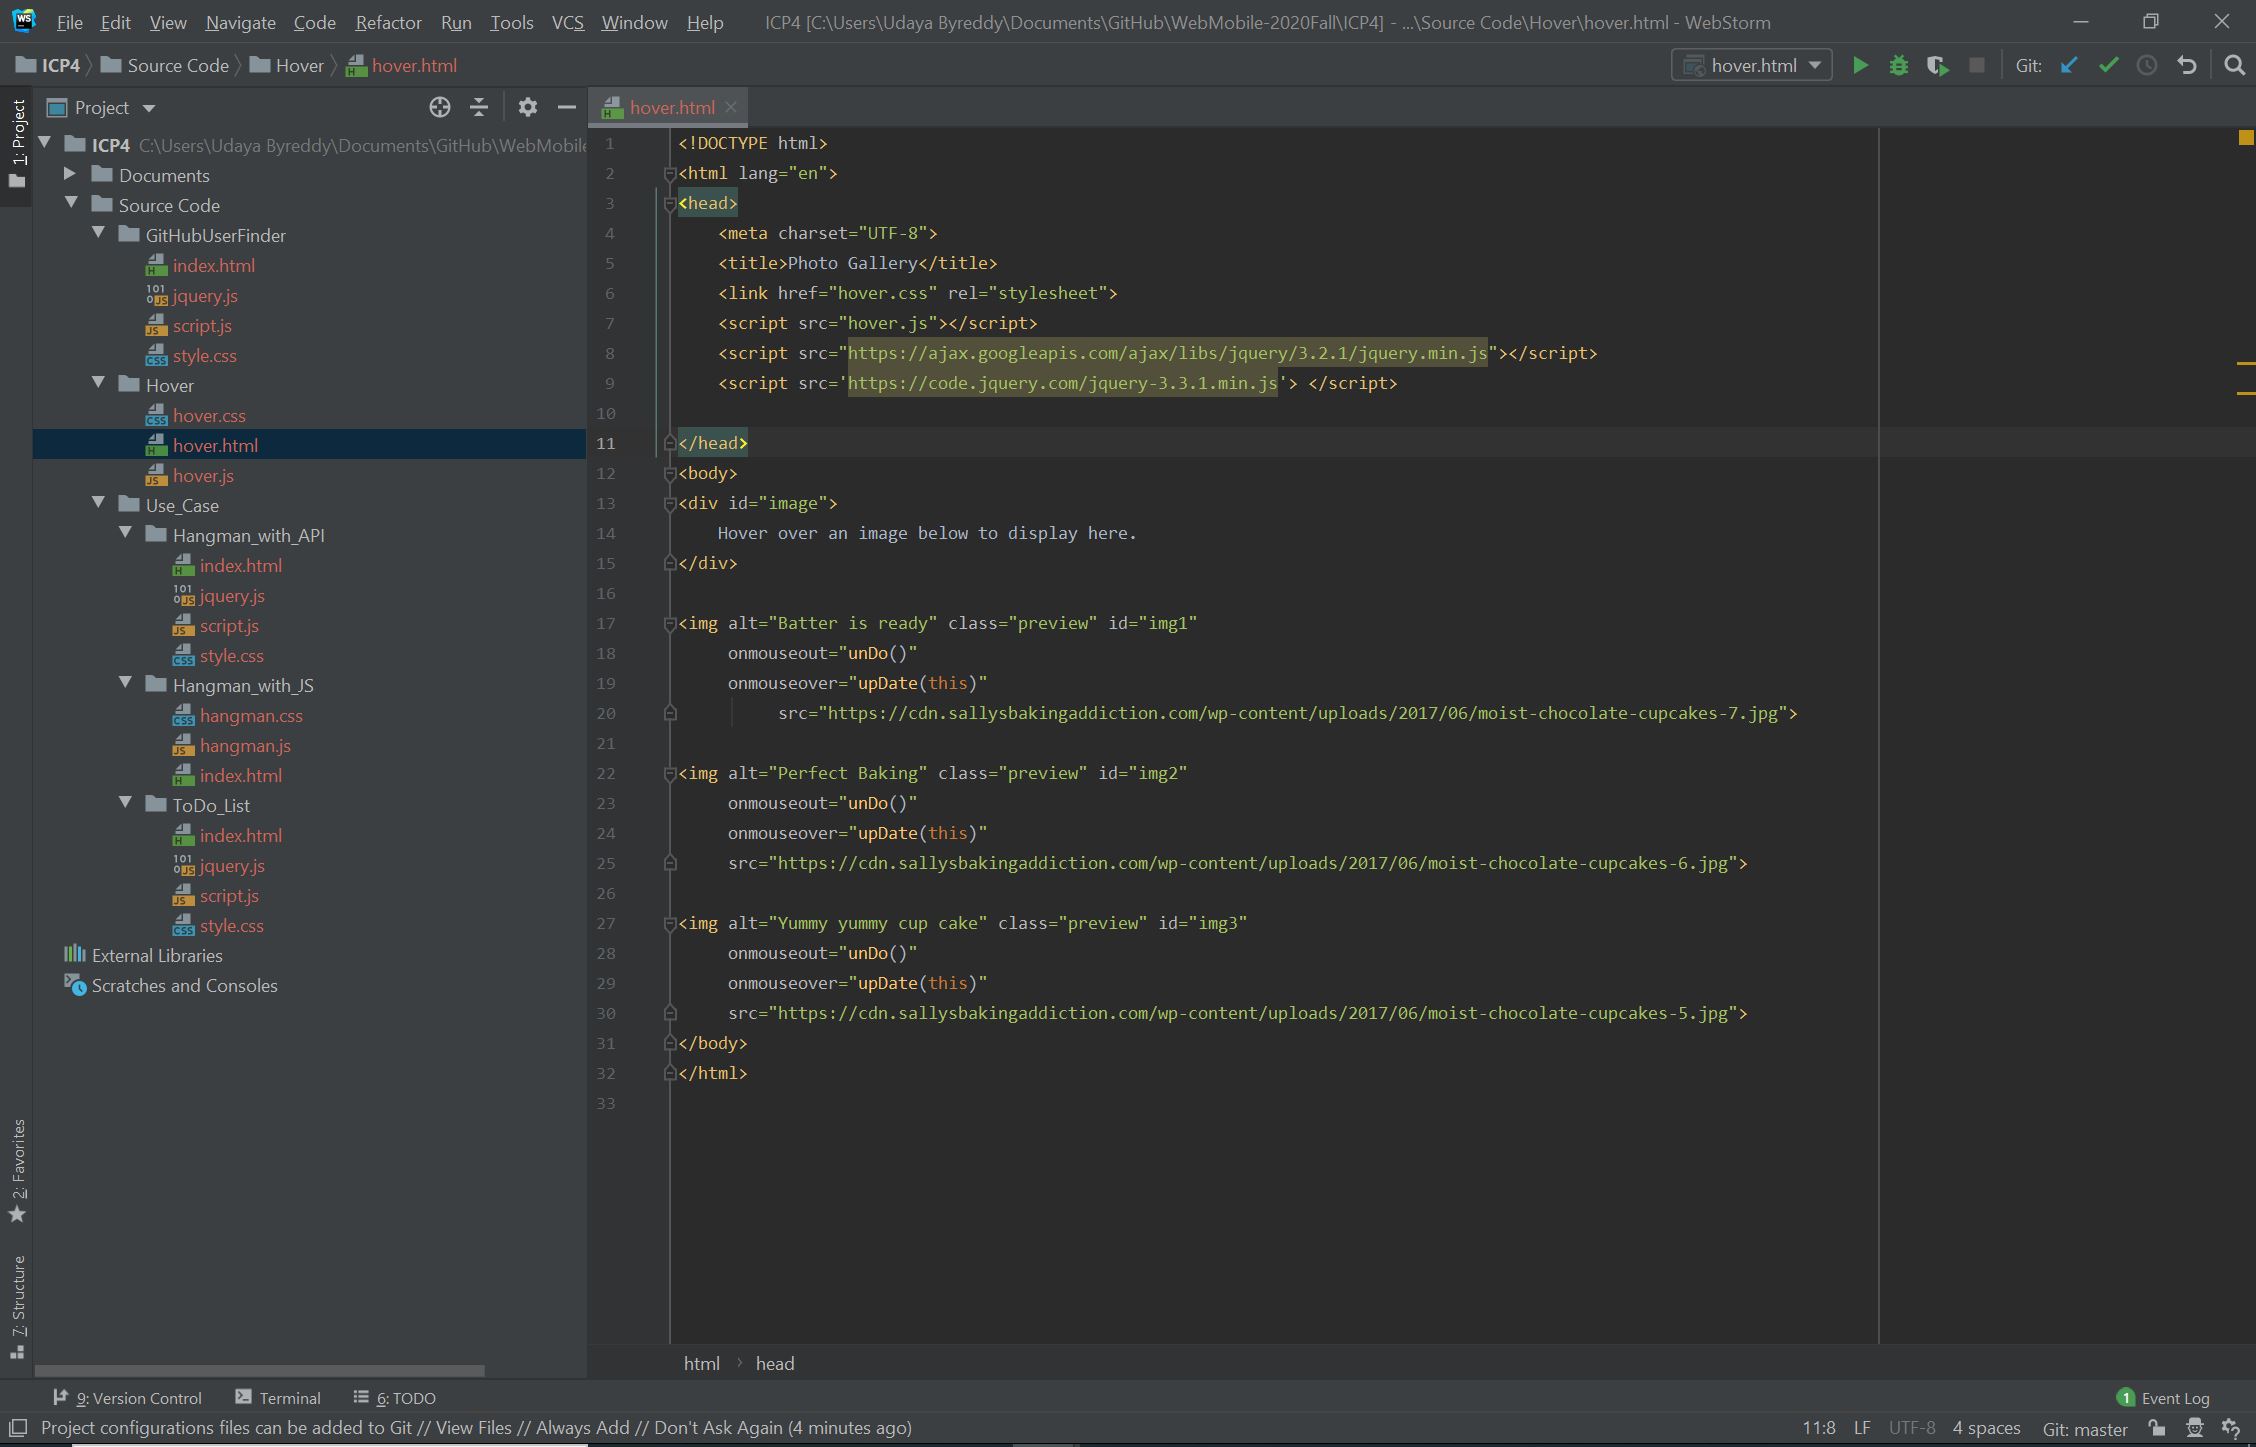 WS File Edit View Navigate Code Refactor Run Tools VCS Window Help ICP4 [C:\Users\Udaya Byreddy\Documents\GitHub\WebMobile-2020Fall\ICP4] - ...\Source Code\Hover\hover.html - WebStorm
ICP4 Source Code Hover hover.html hover.html Git:
1: Project
2: Favorites
7: Structure
Project
ICP4 C:\Users\Udaya Byreddy\Documents\GitHub\WebMobile
Documents
Source Code
GitHubUserFinder
index.html
jquery.js
script.js
style.css
Hover
hover.css
hover.html
hover.js
Use_Case
Hangman_with_API
index.html
jquery.js
script.js
style.css
Hangman_with_JS
hangman.css
hangman.js
index.html
ToDo_List
index.html
jquery.js
script.js
style.css
External Libraries
Scratches and Consoles
hover.html
1 <!DOCTYPE html>
2 <html lang="en">
3 <head>
4 <meta charset="UTF-8">
5 <title>Photo Gallery</title>
6 <link href="hover.css" rel="stylesheet">
7 <script src="hover.js"></script>
8 <script src="https://ajax.googleapis.com/ajax/libs/jquery/3.2.1/jquery.min.js"></script>
9 <script src='https://code.jquery.com/jquery-3.3.1.min.js'> </script>
10
11 </head>
12 <body>
13 <div id="image">
14 Hover over an image below to display here.
15 </div>
16
17 <img alt="Batter is ready" class="preview" id="img1"
18 onmouseout="unDo()"
19 onmouseover="upDate(this)"
20 src="https://cdn.sallysbakingaddiction.com/wp-content/uploads/2017/06/moist-chocolate-cupcakes-7.jpg">
21
22 <img alt="Perfect Baking" class="preview" id="img2"
23 onmouseout="unDo()"
24 onmouseover="upDate(this)"
25 src="https://cdn.sallysbakingaddiction.com/wp-content/uploads/2017/06/moist-chocolate-cupcakes-6.jpg">
26
27 <img alt="Yummy yummy cup cake" class="preview" id="img3"
28 onmouseout="unDo()"
29 onmouseover="upDate(this)"
30 src="https://cdn.sallysbakingaddiction.com/wp-content/uploads/2017/06/moist-chocolate-cupcakes-5.jpg">
31 </body>
32 </html>
33
html › head
9: Version Control Terminal 6: TODO 1 Event Log
Project configurations files can be added to Git // View Files // Always Add // Don't Ask Again (4 minutes ago) 11:8 LF UTF-8 4 spaces Git: master